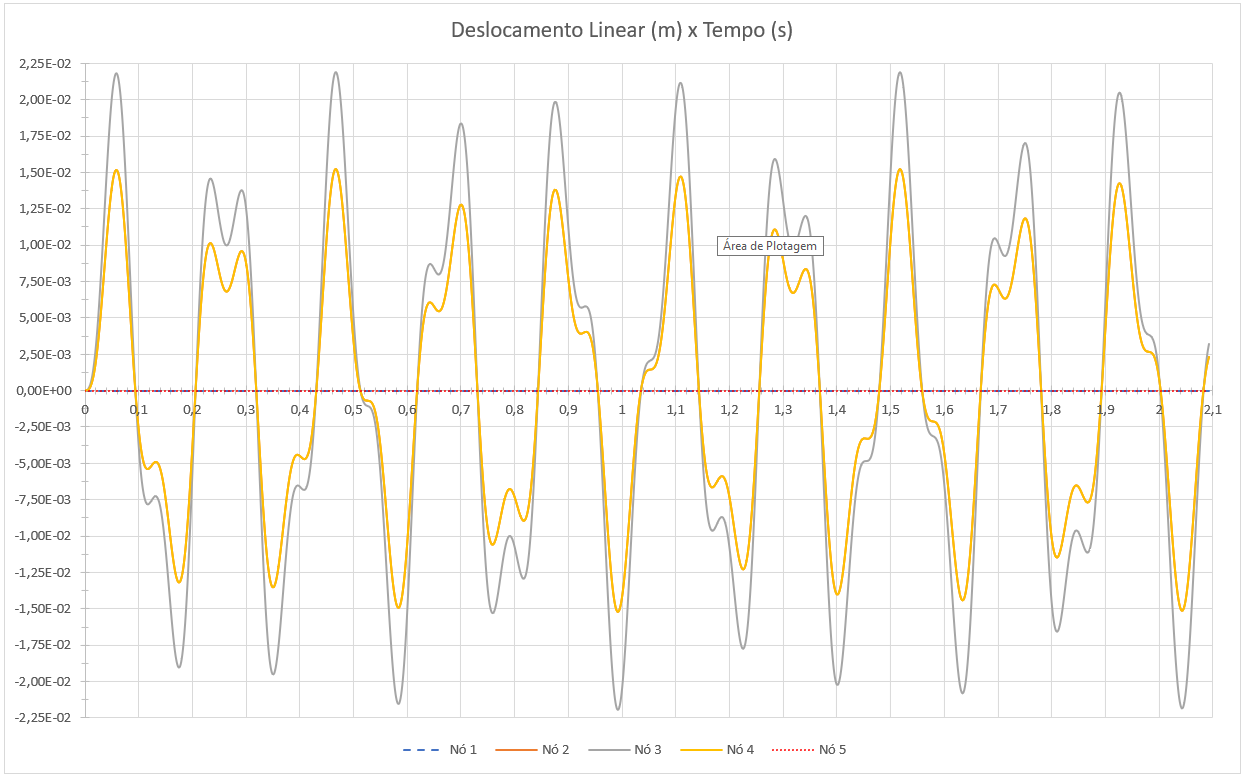 Deslocamento Linear (m) x Tempo (s)
2,25E-02
2,00E-02
1,75E-02
1,50E-02
1,25E-02
1,00E-02
7,50E-03
5,00E-03
2,50E-03
0,00E+00
-2,50E-03
-5,00E-03
-7,50E-03
-1,00E-02
-1,25E-02
-1,50E-02
-1,75E-02
-2,00E-02
-2,25E-02
0 0,1 0,2 0,3 0,4 0,5 0,6 0,7 0,8 0,9 1 1,1 1,2 1,3 1,4 1,5 1,6 1,7 1,8 1,9 2 2,1
Área de Plotagem
Nó 1 Nó 2 Nó 3 Nó 4 Nó 5